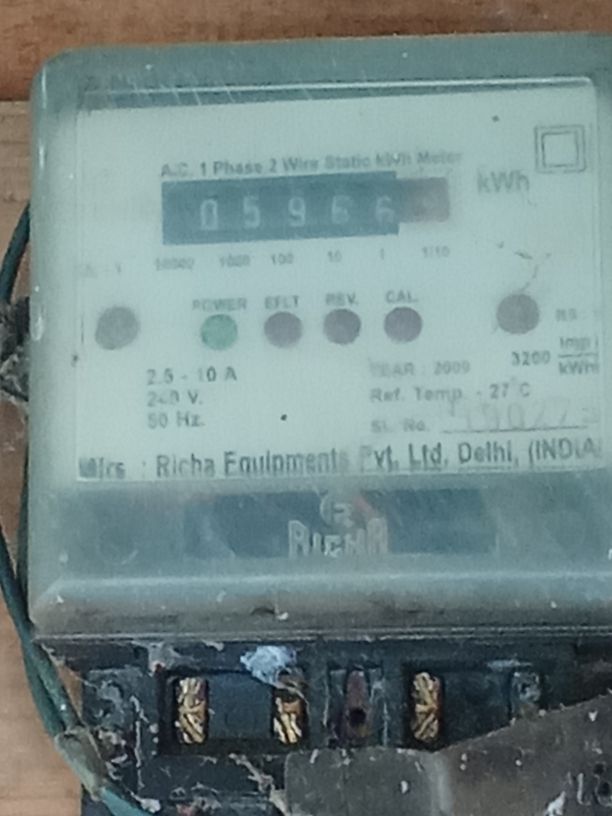 A.C. 1 Phase 2 Wire Static kWh Meter
kWh
0 5 9 6 6
10000 1000 100 10 1 1/10
POWER EFLT REV. CAL.
3200 imp/kWh
2.5 - 10 A
240 V.
50 Hz.
YEAR : 2009
Ref. Temp. - 27°C
Sl. No.
Mfrs : Richa Equipments Pvt. Ltd. Delhi, (INDIA
RICHA